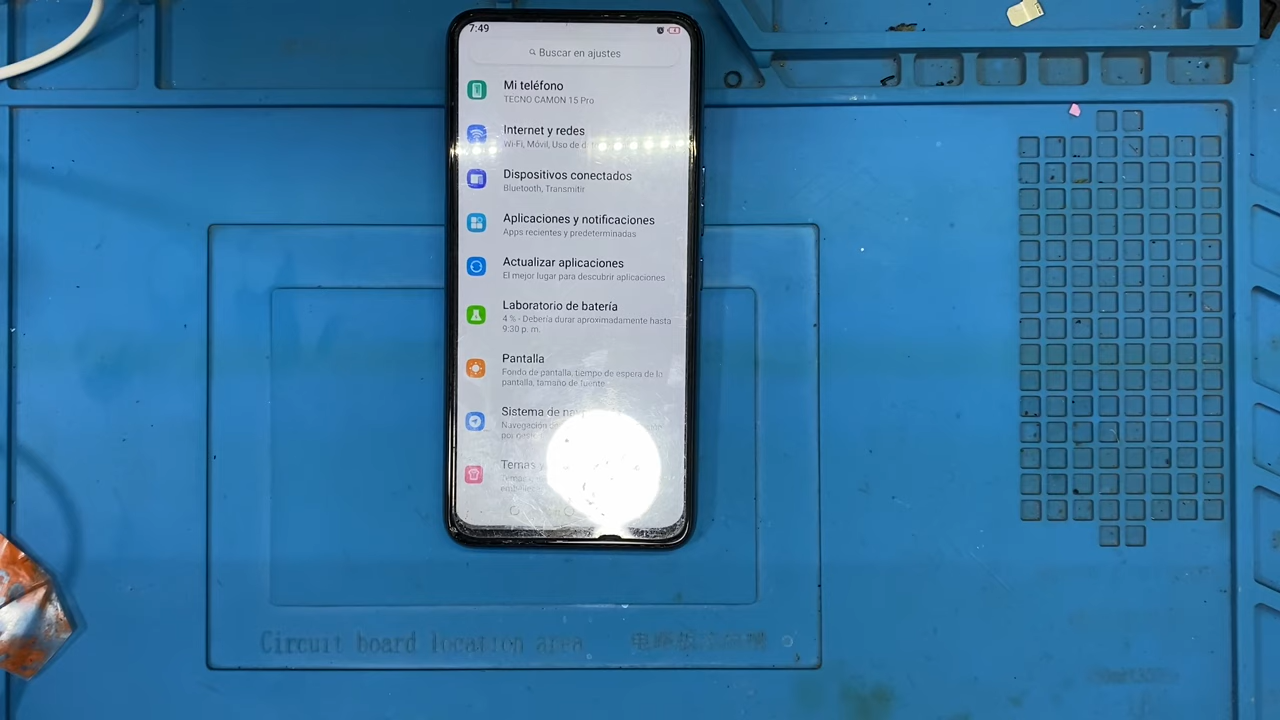 7:49
Buscar en ajustes
Mi teléfono
TECNO CAMON 15 Pro
Internet y redes
Wi-Fi, Móvil, Uso de
Dispositivos conectados
Bluetooth, Transmitir
Aplicaciones y notificaciones
Apps recientes y predeterminadas
Actualizar aplicaciones
El mejor lugar para descubrir aplicaciones
Laboratorio de batería
4 % - Debería durar aproximadamente hasta
9:30 p. m.
Pantalla
Fondo de pantalla, tiempo de espera de la
pantalla, tamaño de fuente
Sistema de
Temas
Circuit board location area